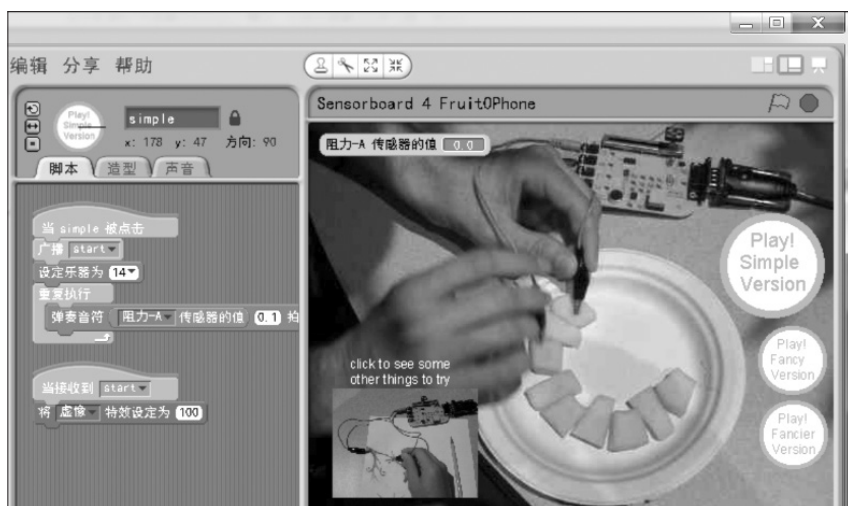 编辑 分享 帮助
Play!
Simple
Version
simple
x: 178 y: 47 方向: 90
脚本 造型 声音
当 simple 被点击
广播 start
设定乐器为 14
重复执行
弹奏音符 阻力-A 传感器的值 0.1 拍
当接收到 start
将 虚像 特效设定为 100
Sensorboard 4 FruitOPhone
阻力-A 传感器的值 0.0
Play!
Simple
Version
Play!
Fancy
Version
Play!
Fancier
Version
click to see some
other things to try